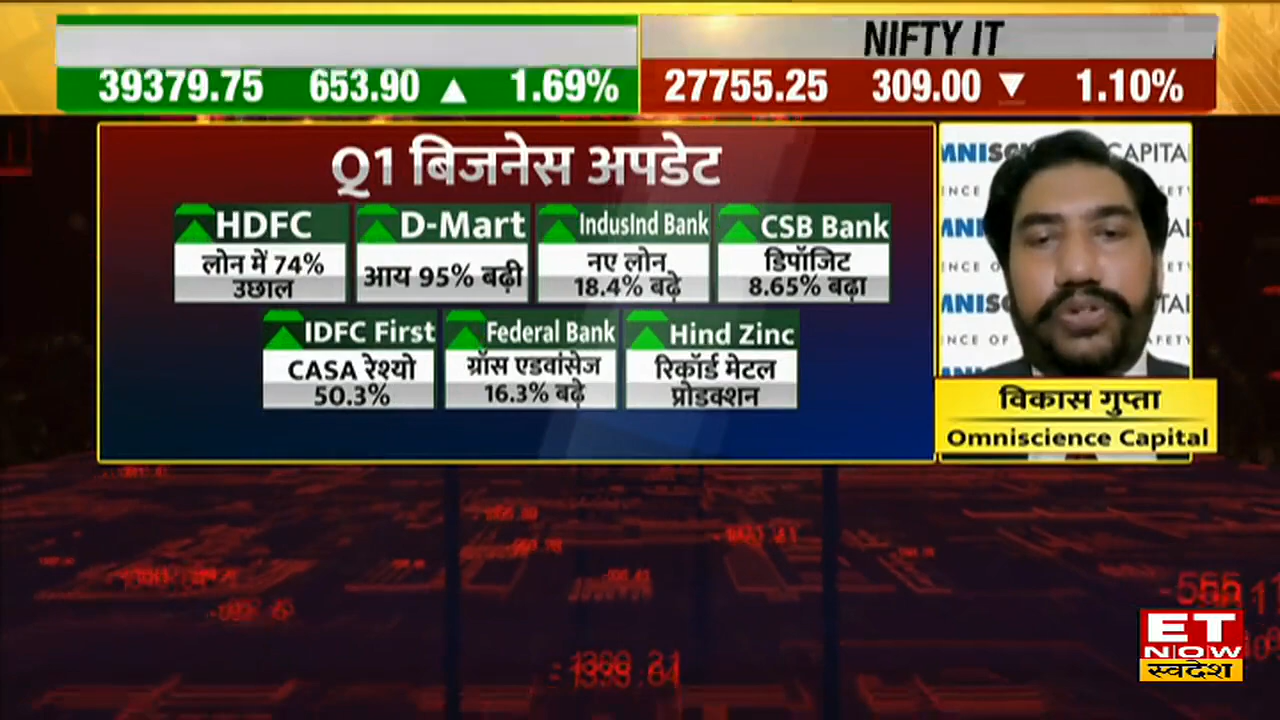 NIFTY IT
39379.75 653.90 ▲ 1.69%
27755.25 309.00 ▼ 1.10%
Q1 बिजनेस अपडेट
HDFC
लोन में 74%
उछाल
D-Mart
आय 95% बढ़ी
IndusInd Bank
नए लोन
18.4% बढ़े
CSB Bank
डिपॉजिट
8.65% बढ़ा
IDFC First
CASA रेश्यो
50.3%
Federal Bank
ग्रॉस एडवांसेज
16.3% बढ़े
Hind Zinc
रिकॉर्ड मेटल
प्रोडक्शन
विकास गुप्ता
Omniscience Capital
ET
NOW
स्वदेश